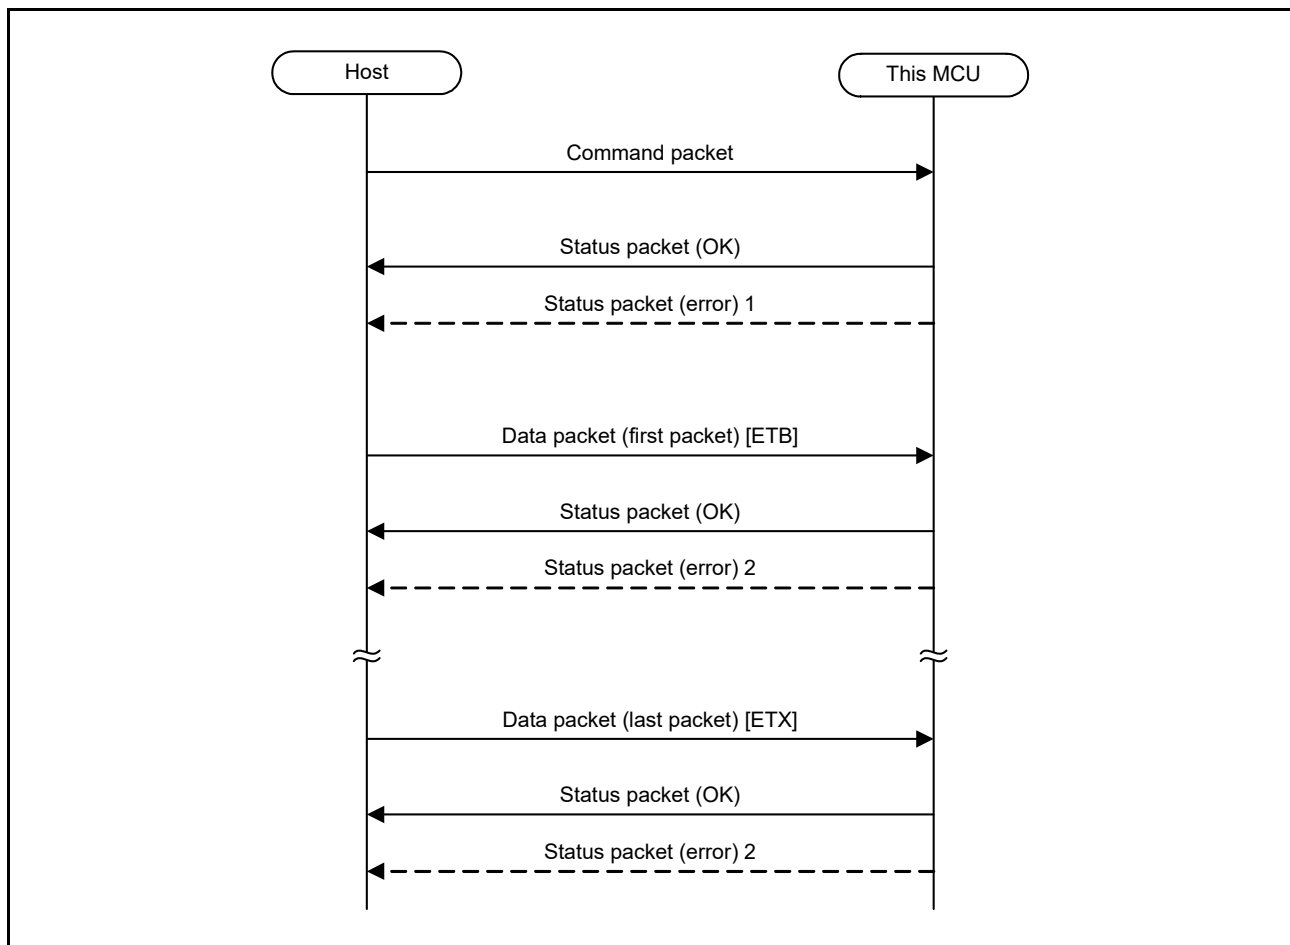 Host
This MCU
Command packet
Status packet (OK)
Status packet (error) 1
Data packet (first packet) [ETB]
Status packet (OK)
Status packet (error) 2
Data packet (last packet) [ETX]
Status packet (OK)
Status packet (error) 2